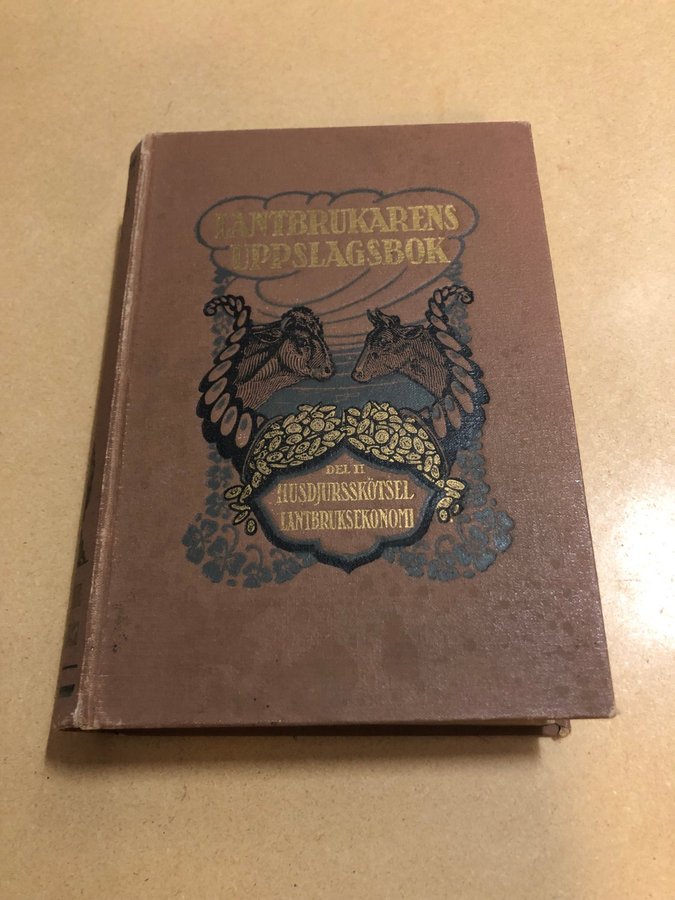 LANTBRUKARENS
UPPSLAGSBOK
DEL II
HUSDJURSSKÖTSEL
LANTBRUKSEKONOMI